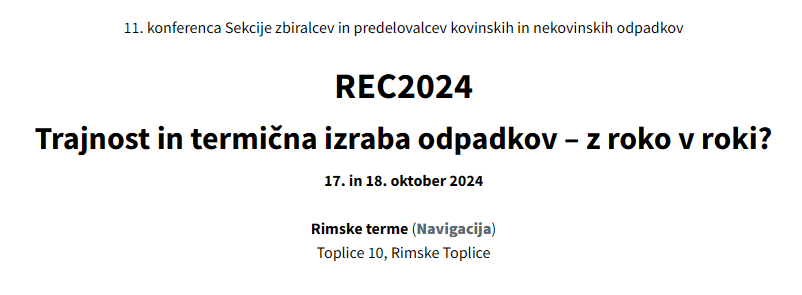 11. konferenca Sekcije zbiralcev in predelovalcev kovinskih in nekovinskih odpadkov
REC2024
Trajnost in termična izraba odpadkov – z roko v roki?
17. in 18. oktober 2024
Rimske terme (Navigacija)
Toplice 10, Rimske Toplice